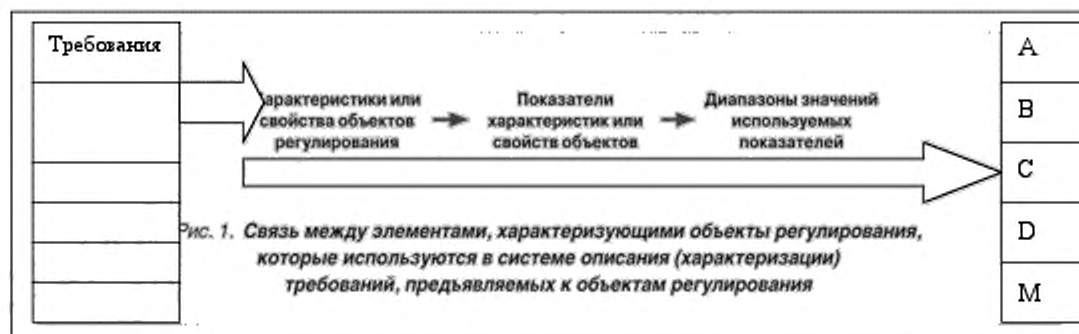 Требования
арактеристики или
свойства объектов
регулирования
Показатели
характеристик или
свойств объектов
Диапазоны значений
используемых
показателей
A
B
C
D
M
Рис. 1. Связь между элементами, характеризующими объекты регулирования,
которые используются в системе описания (характеризации)
требований, предъявляемых к объектам регулирования